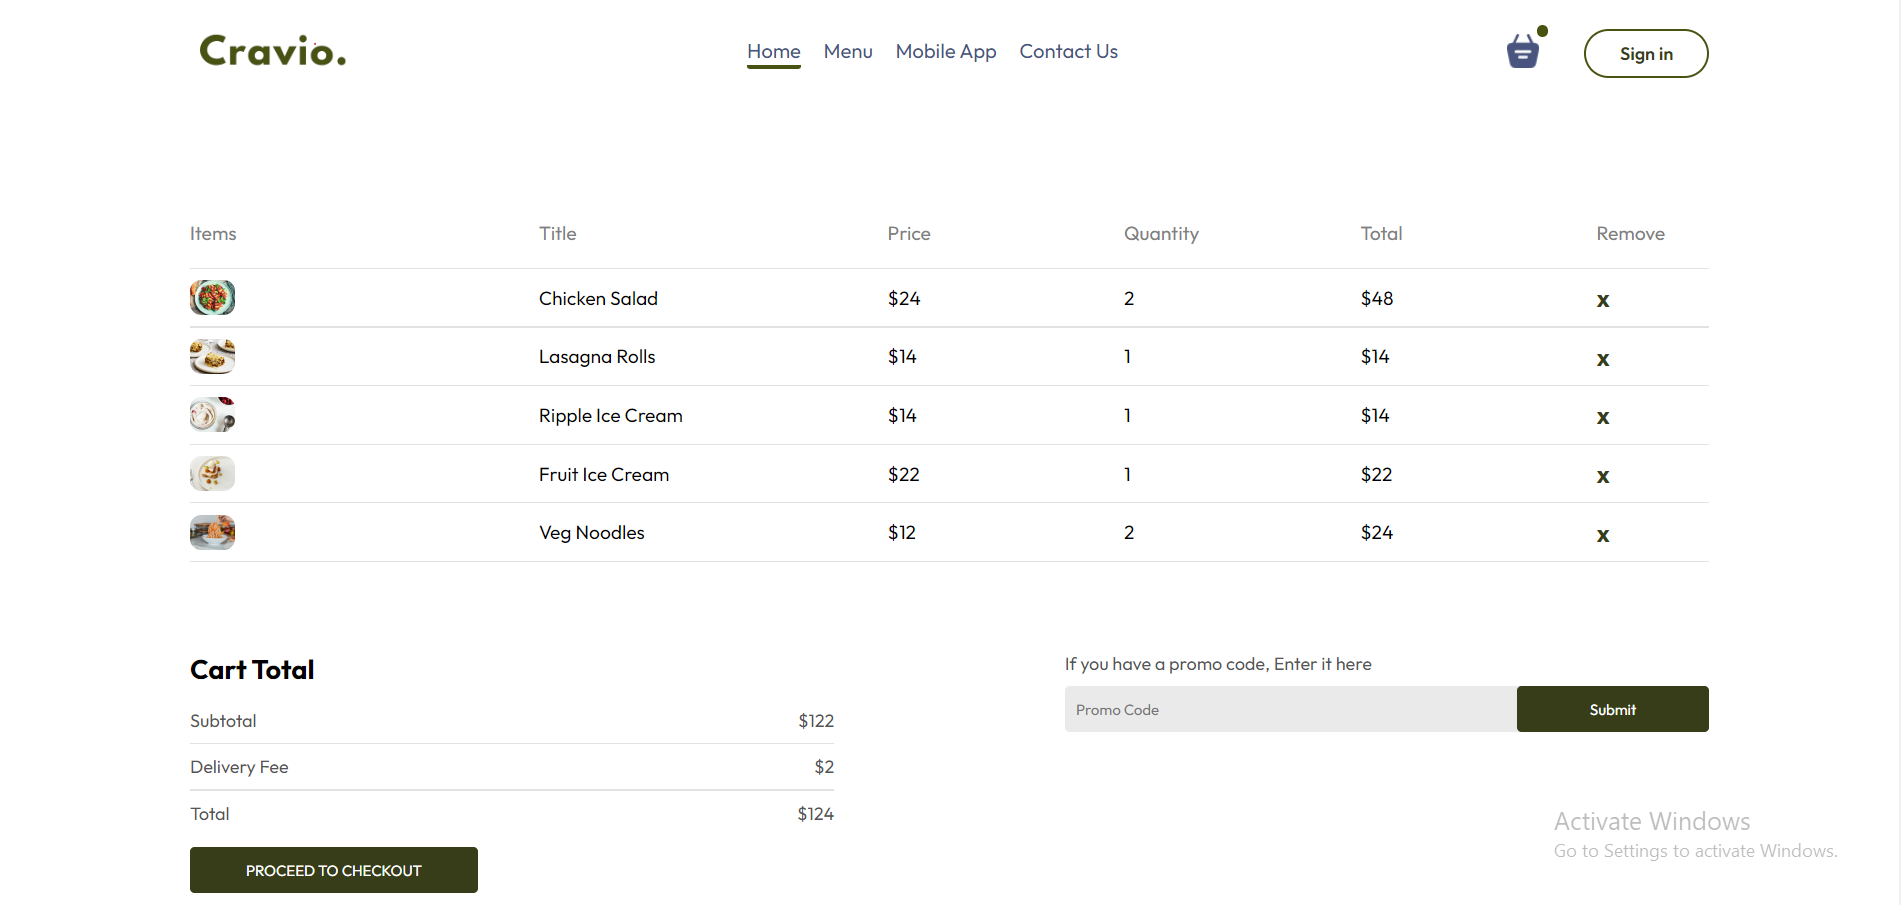 Cravio.
Home Menu Mobile App Contact Us
Sign in
Items Title Price Quantity Total Remove
Chicken Salad $24 2 $48 x
Lasagna Rolls $14 1 $14 x
Ripple Ice Cream $14 1 $14 x
Fruit Ice Cream $22 1 $22 x
Veg Noodles $12 2 $24 x
Cart Total
Subtotal $122
Delivery Fee $2
Total $124
PROCEED TO CHECKOUT
If you have a promo code, Enter it here
Promo Code Submit
Activate Windows
Go to Settings to activate Windows.